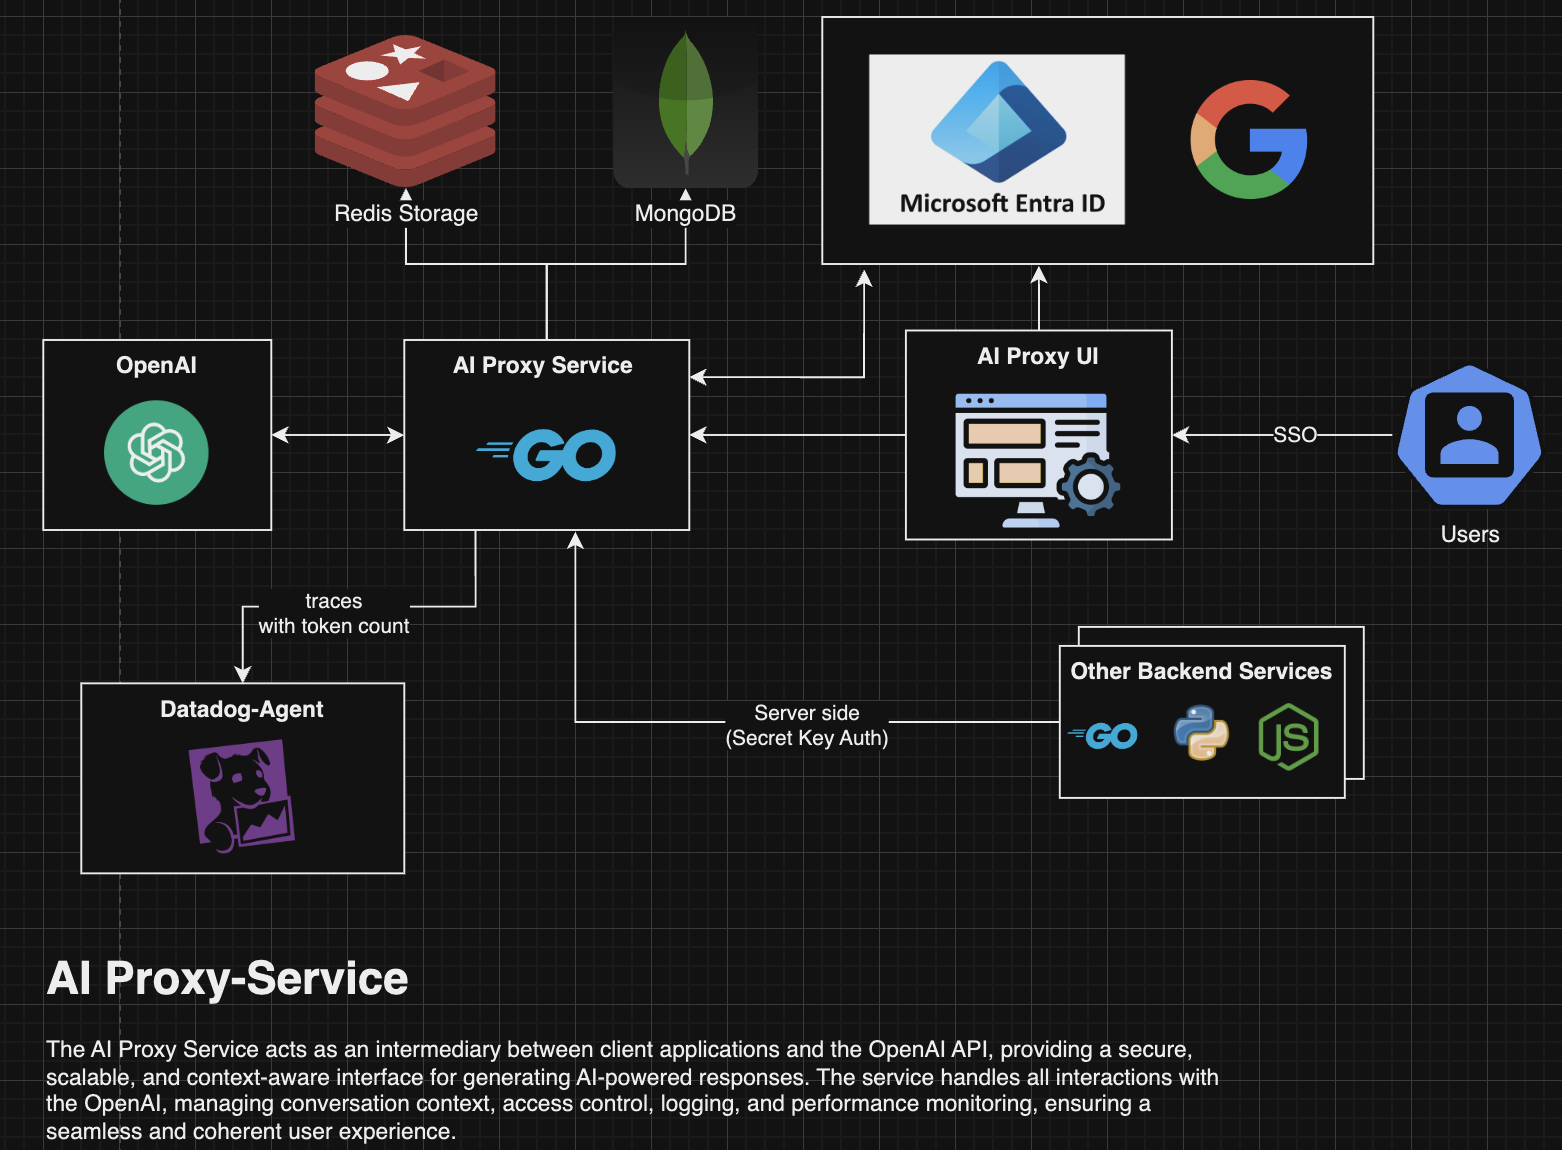 Redis Storage
MongoDB
Microsoft Entra ID
OpenAI
AI Proxy Service
GO
AI Proxy UI
SSO
Users
traces
with token count
Datadog-Agent
Server side
(Secret Key Auth)
Other Backend Services
GO
JS
AI Proxy-Service
The AI Proxy Service acts as an intermediary between client applications and the OpenAI API, providing a secure,
scalable, and context-aware interface for generating AI-powered responses. The service handles all interactions with
the OpenAI, managing conversation context, access control, logging, and performance monitoring, ensuring a
seamless and coherent user experience.